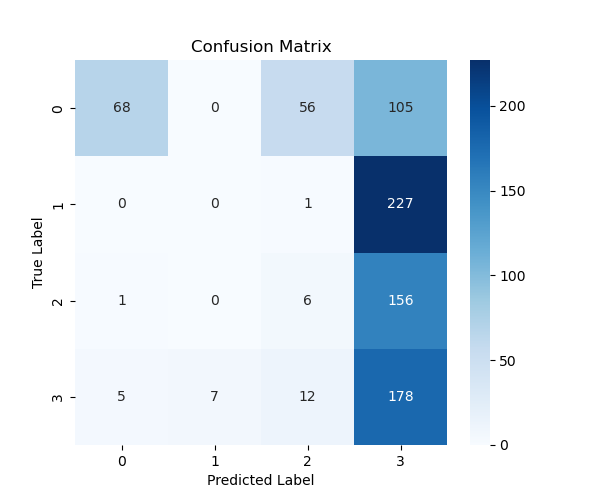 Confusion Matrix
0 68 0 56 105
1 0 0 1 227
2 1 0 6 156
3 5 7 12 178
0 1 2 3
True Label
Predicted Label
200
150
100
50
0